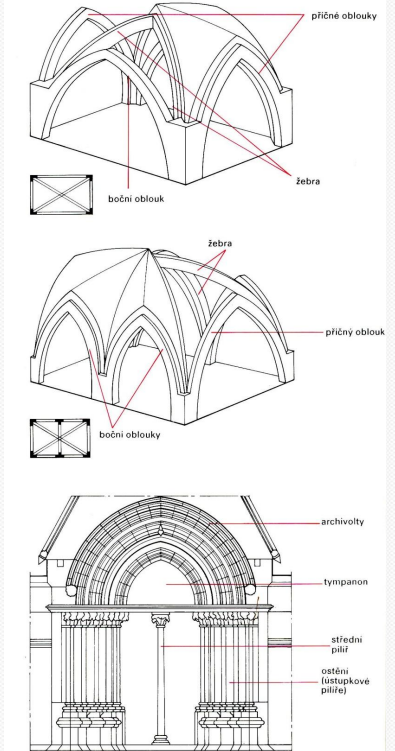 příčné oblouky
žebra
boční oblouk
žebra
příčný oblouk
boční oblouky
archivolty
tympanon
střední
pilíř
ostění
(ústupkové
pilíře)